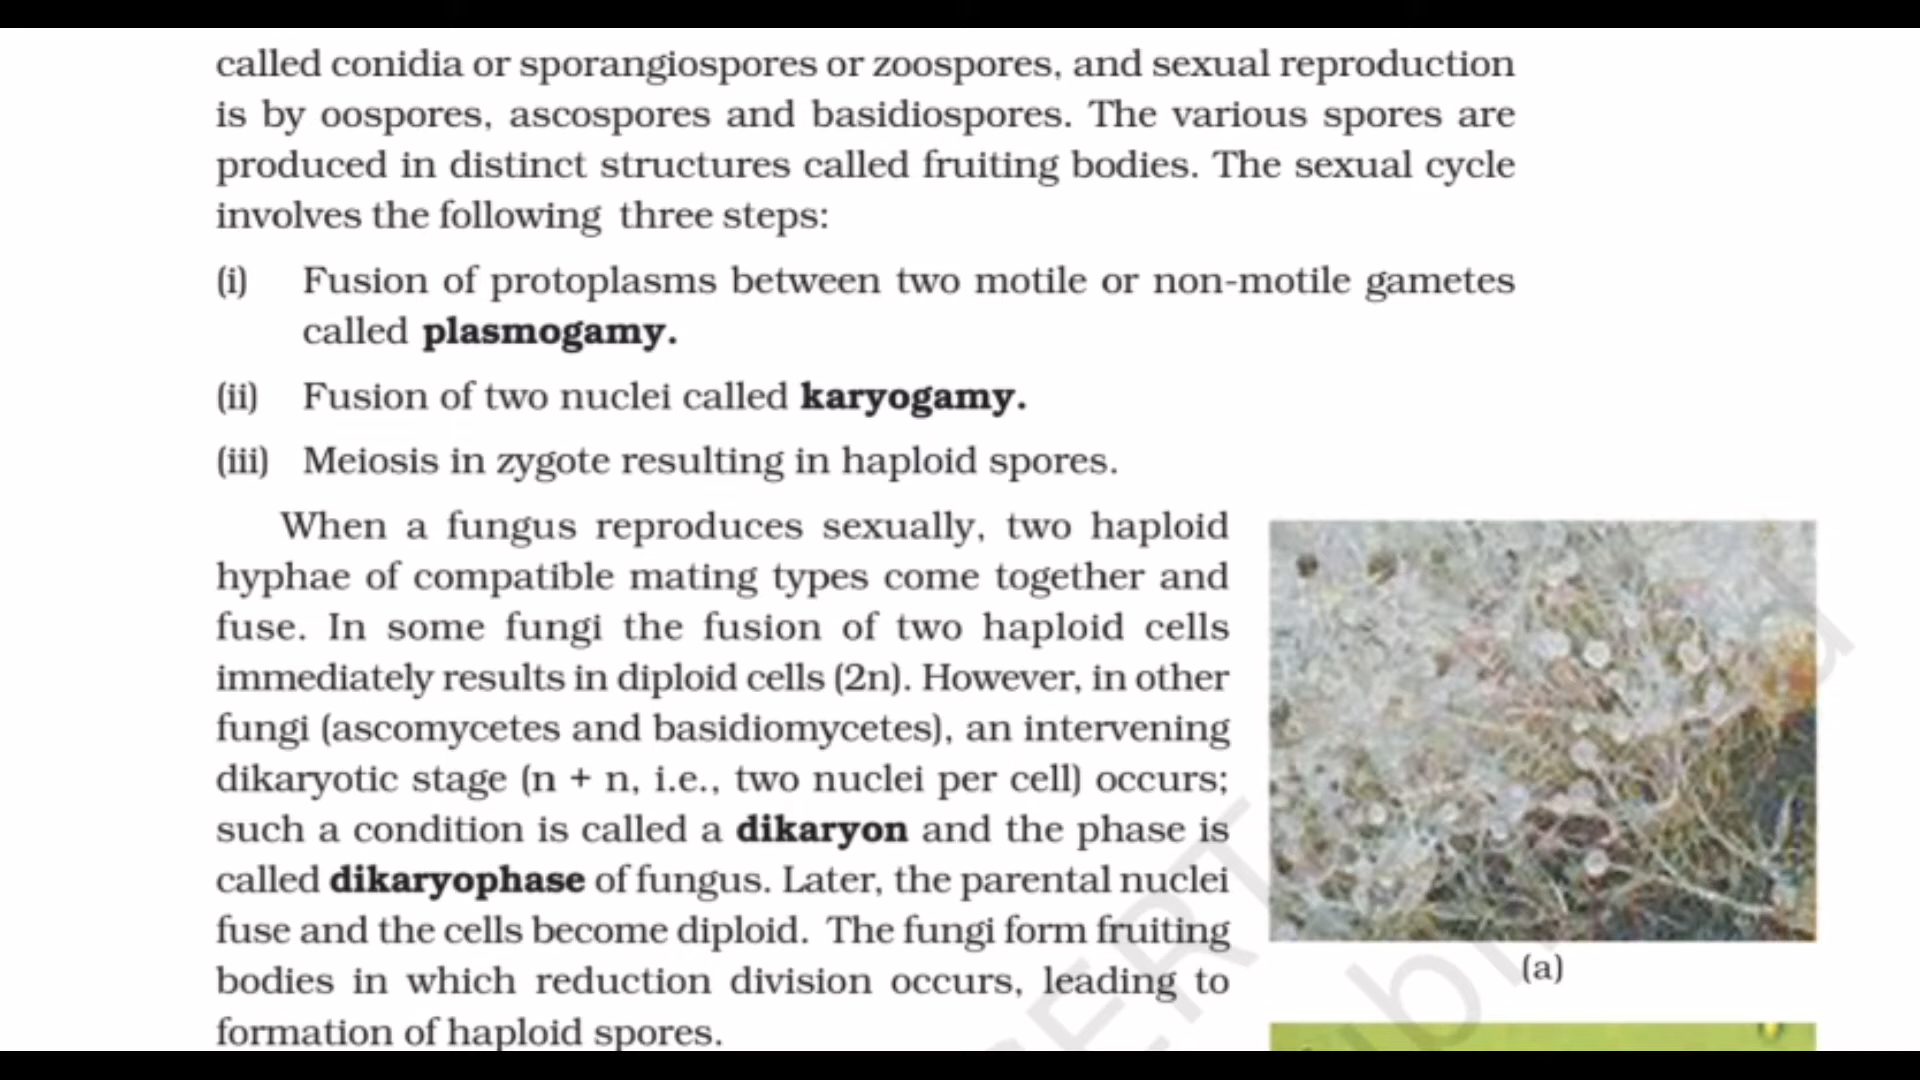 called conidia or sporangiospores or zoospores, and sexual reproduction
is by oospores, ascospores and basidiospores. The various spores are
produced in distinct structures called fruiting bodies. The sexual cycle
involves the following three steps:
(i) Fusion of protoplasms between two motile or non-motile gametes
called plasmogamy.
(ii) Fusion of two nuclei called karyogamy.
(iii) Meiosis in zygote resulting in haploid spores.
When a fungus reproduces sexually, two haploid
hyphae of compatible mating types come together and
fuse. In some fungi the fusion of two haploid cells
immediately results in diploid cells (2n). However, in other
fungi (ascomycetes and basidiomycetes), an intervening
dikaryotic stage (n + n, i.e., two nuclei per cell) occurs;
such a condition is called a dikaryon and the phase is
called dikaryophase of fungus. Later, the parental nuclei
fuse and the cells become diploid. The fungi form fruiting
bodies in which reduction division occurs, leading to
formation of haploid spores.
(a)